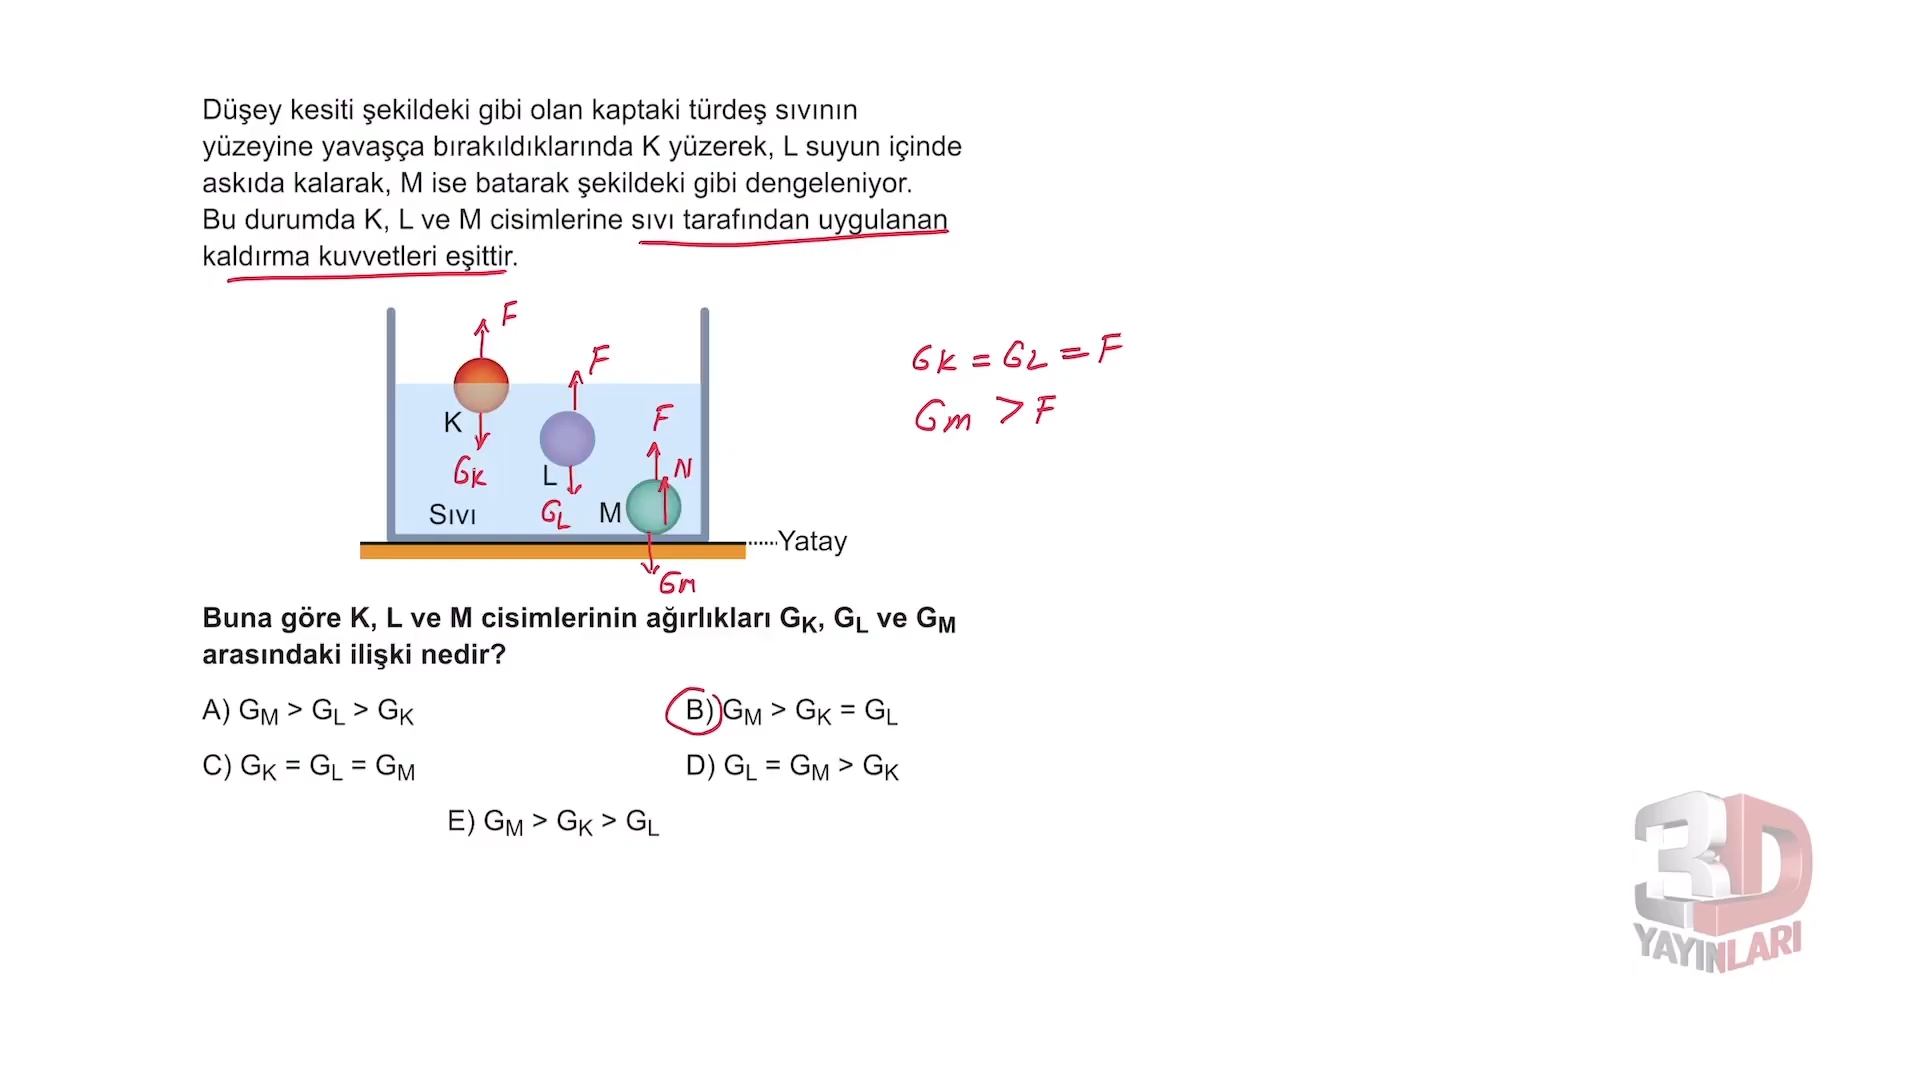 Düşey kesiti şekildeki gibi olan kaptaki türdeş sıvının
yüzeyine yavaşça bırakıldıklarında K yüzerek, L suyun içinde
askıda kalarak, M ise batarak şekildeki gibi dengeleniyor.
Bu durumda K, L ve M cisimlerine sıvı tarafından uygulanan
kaldırma kuvvetleri eşittir.
F
F
F
K
GK
L
GL
N
M
Sıvı
Yatay
GM
GK = GL = F
Gm > F
Buna göre K, L ve M cisimlerinin ağırlıkları GK, GL ve GM
arasındaki ilişki nedir?
A) GM > GL > GK
B) GM > GK = GL
C) GK = GL = GM
D) GL = GM > GK
E) GM > GK > GL
3D
YAYINLARI